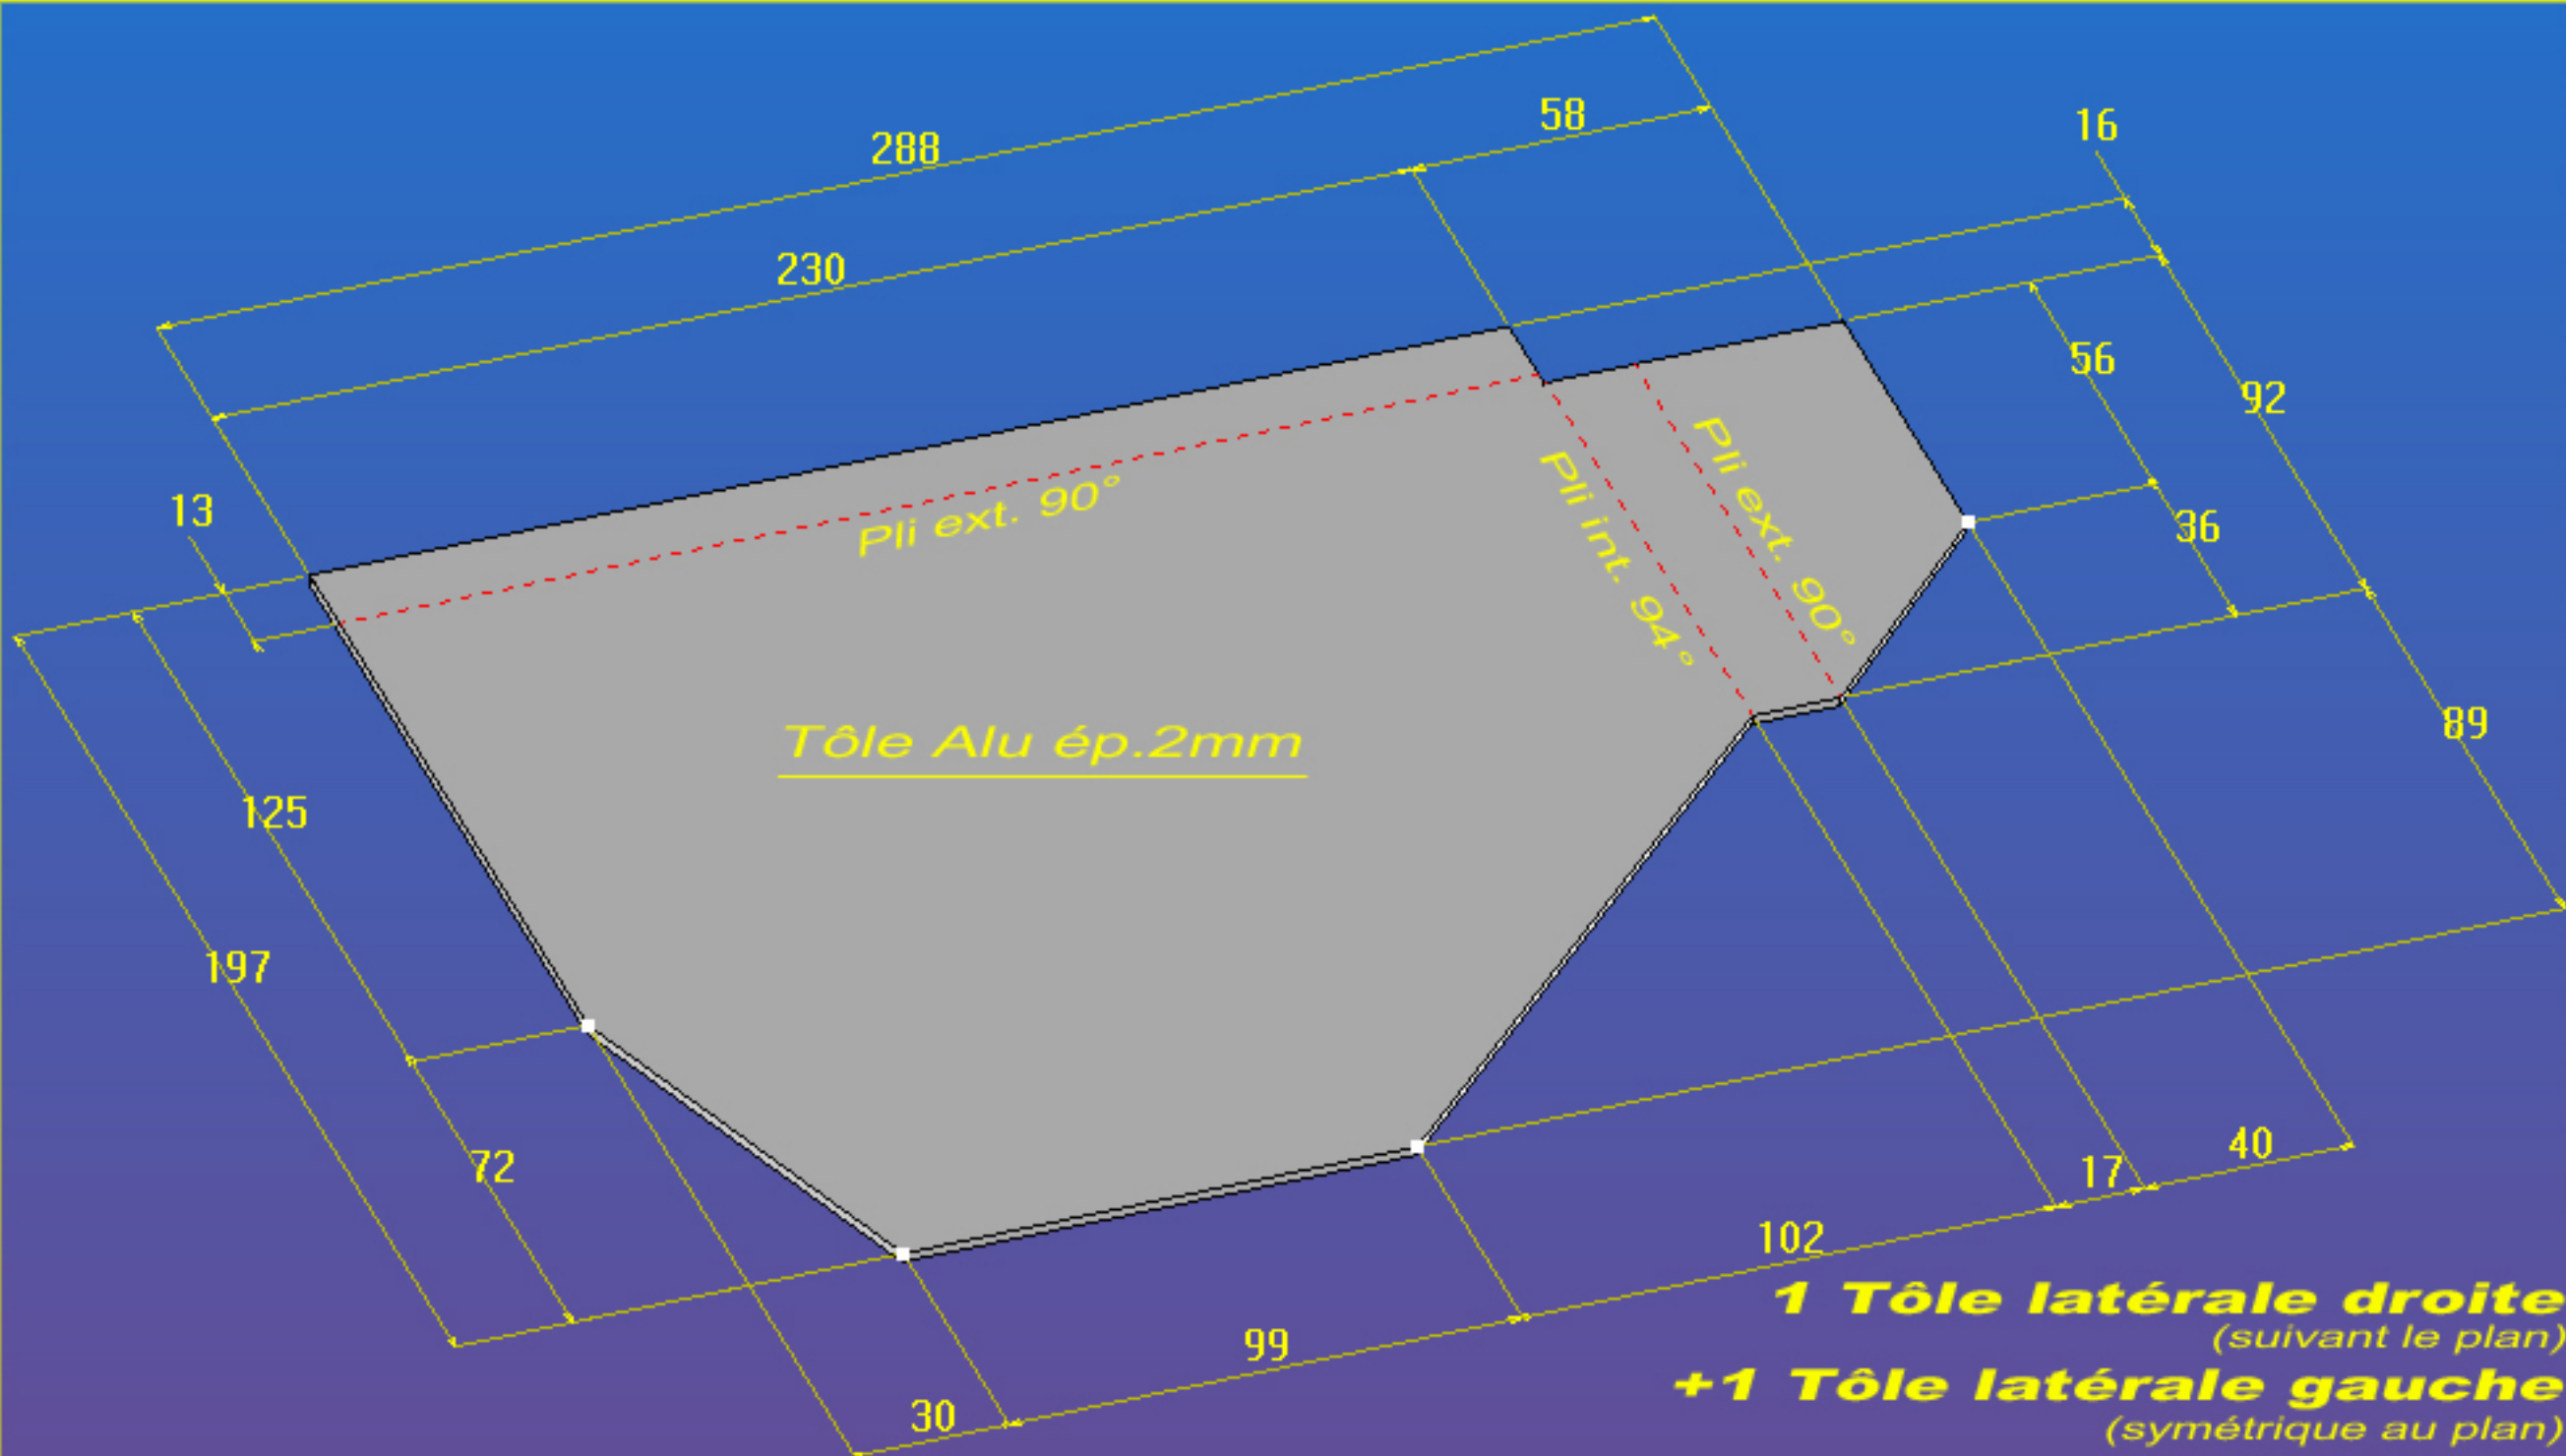 288
58
16
230
56
92
13
Pli ext. 90°
Pli int. 94°
Pli ext. 90°
36
Tôle Alu ép.2mm
125
89
197
72
40
17
102
99
30
1 Tôle latérale droite
(suivant le plan)
+1 Tôle latérale gauche
(symétrique au plan)